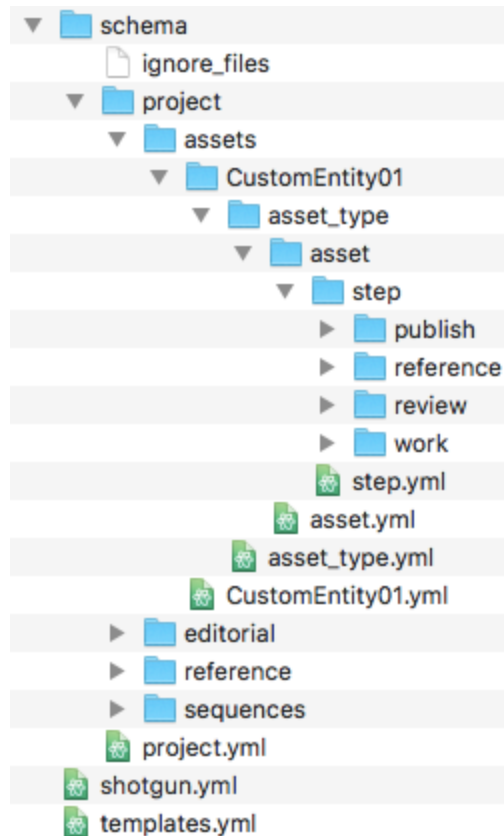 schema
ignore_files
project
assets
CustomEntity01
asset_type
asset
step
publish
reference
review
work
step.yml
asset.yml
asset_type.yml
CustomEntity01.yml
editorial
reference
sequences
project.yml
shotgun.yml
templates.yml